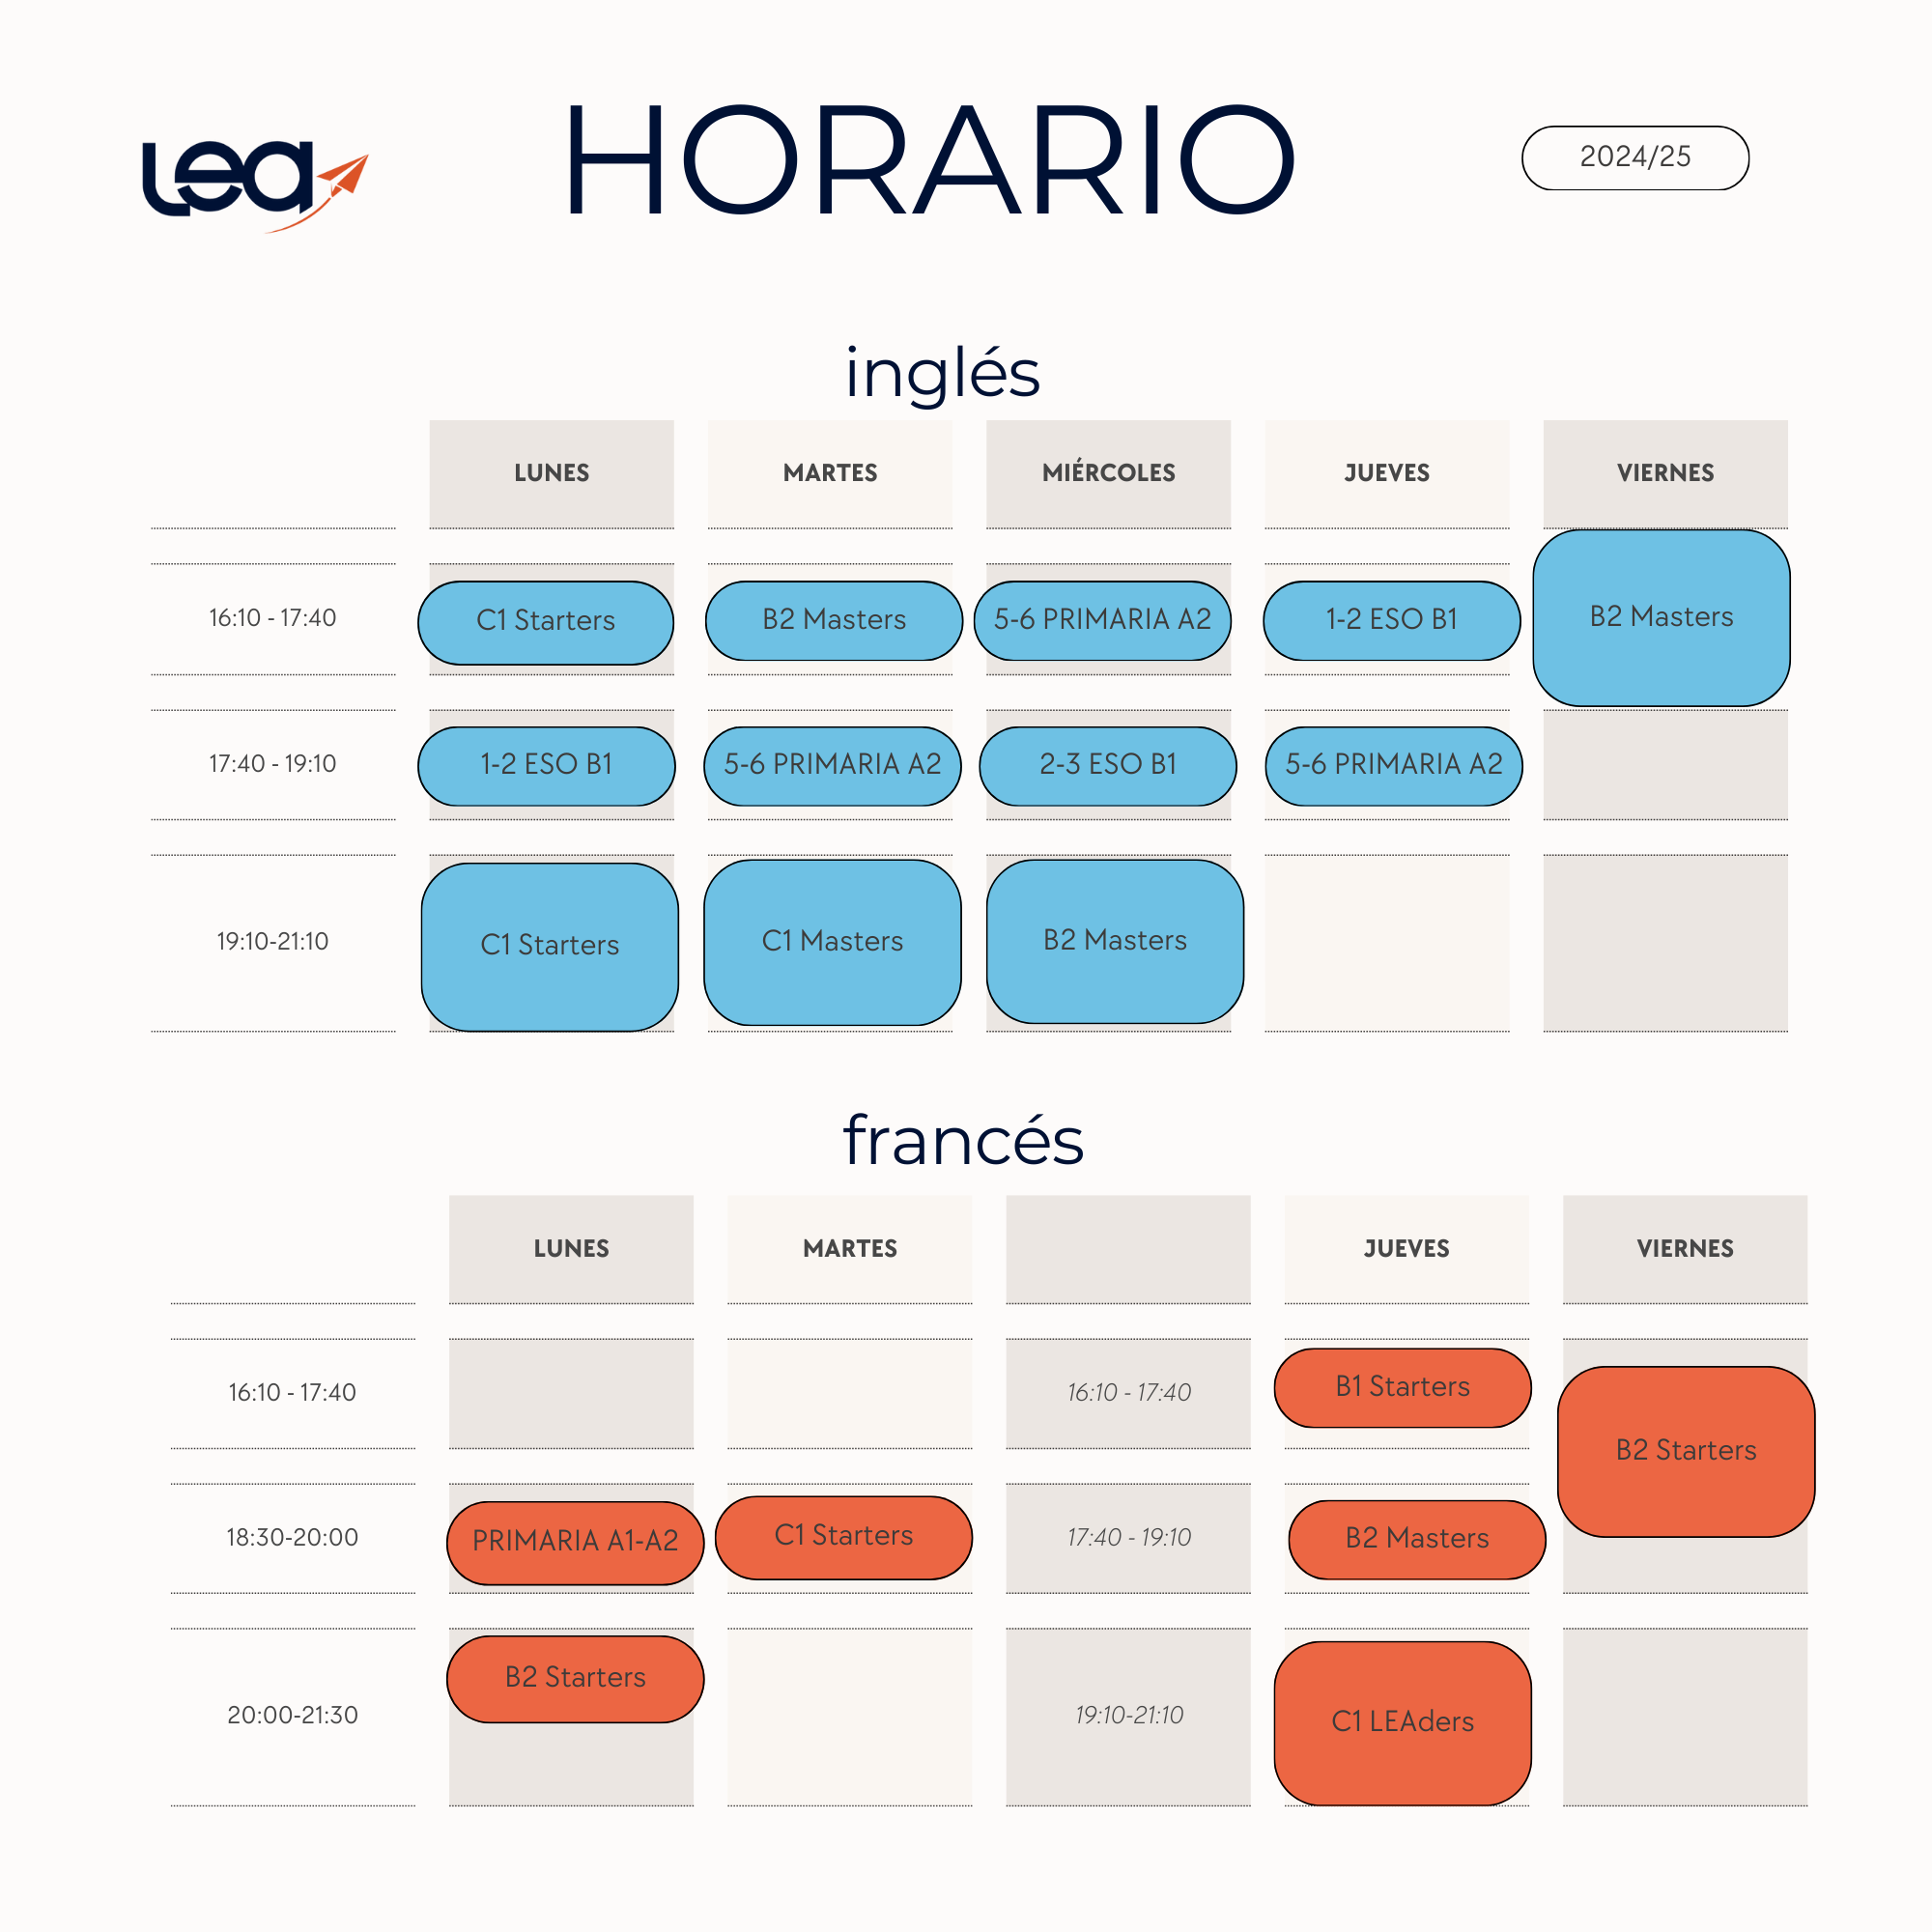 lea
HORARIO
2024/25
inglés
LUNES MARTES MIÉRCOLES JUEVES VIERNES
16:10 - 17:40 C1 Starters B2 Masters 5-6 PRIMARIA A2 1-2 ESO B1 B2 Masters
17:40 - 19:10 1-2 ESO B1 5-6 PRIMARIA A2 2-3 ESO B1 5-6 PRIMARIA A2
19:10-21:10 C1 Starters C1 Masters B2 Masters
francés
LUNES MARTES JUEVES VIERNES
16:10 - 17:40 16:10 - 17:40 B1 Starters B2 Starters
18:30-20:00 PRIMARIA A1-A2 C1 Starters 17:40 - 19:10 B2 Masters
20:00-21:30 B2 Starters 19:10-21:10 C1 LEAders